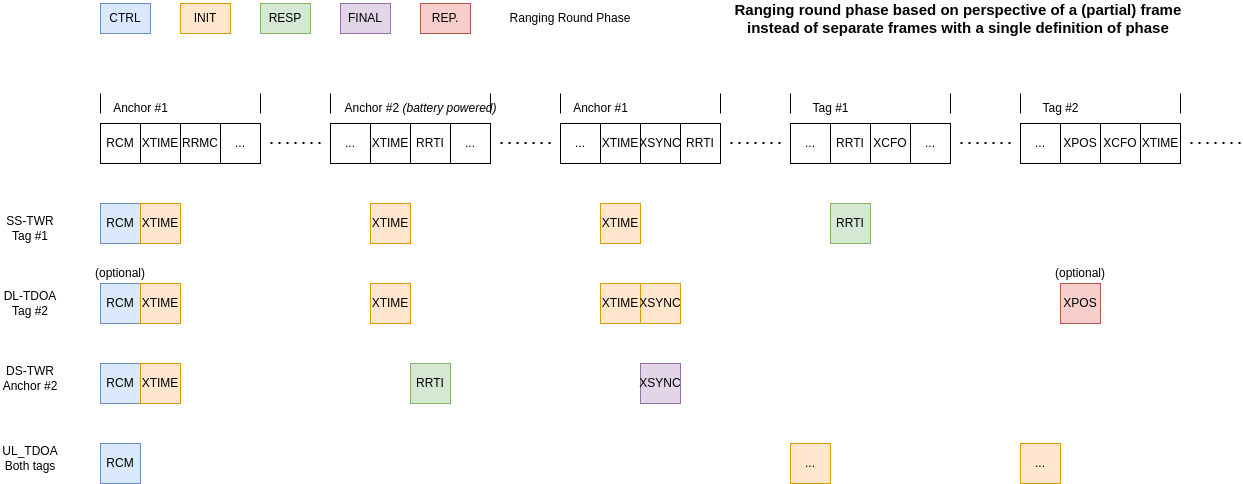 CTRL INIT RESP FINAL REP. Ranging Round Phase
Ranging round phase based on perspective of a (partial) frame
instead of separate frames with a single definition of phase
Anchor #1 Anchor #2 (battery powered) Anchor #1 Tag #1 Tag #2
RCM XTIME RRMC ... ... XTIME RRTI ... ... XTIME XSYNC RRTI ... RRTI XCFO ... ... XPOS XCFO XTIME
SS-TWR
Tag #1
RCM XTIME XTIME XTIME RRTI
(optional) (optional)
DL-TDOA
Tag #2
RCM XTIME XTIME XTIME XSYNC XPOS
DS-TWR
Anchor #2
RCM XTIME RRTI XSYNC
UL_TDOA
Both tags
RCM ... ...